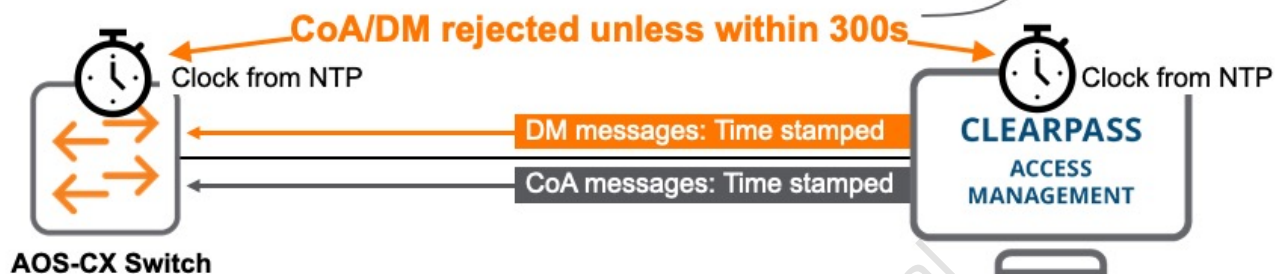 CoA/DM rejected unless within 300s
Clock from NTP
Clock from NTP
DM messages: Time stamped
CoA messages: Time stamped
CLEARPASS
ACCESS
MANAGEMENT
AOS-CX Switch